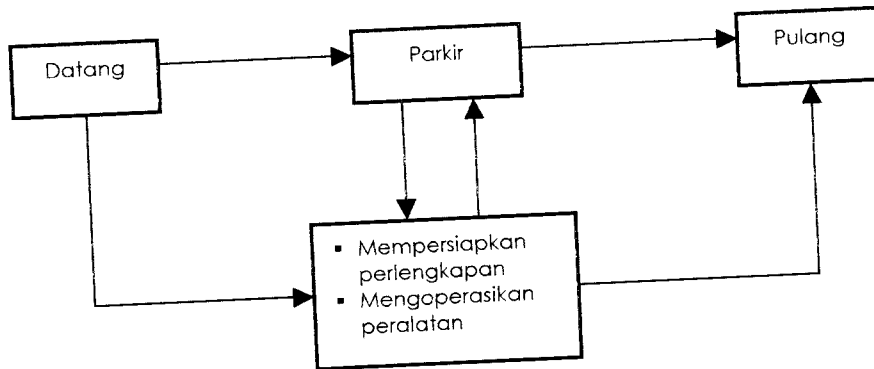 Datang
Parkir
Pulang
▪ Mempersiapkan
perlengkapan
▪ Mengoperasikan
peralatan